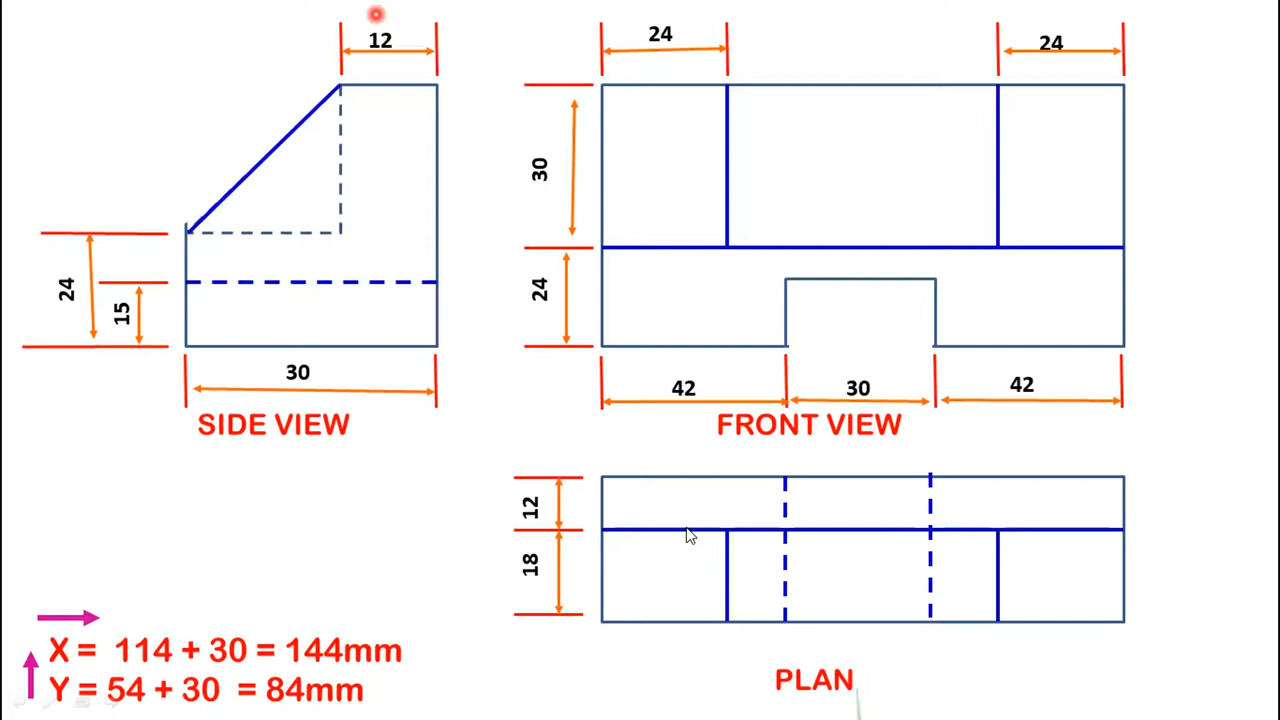 12
24
15
30
SIDE VIEW
24
24
30
24
42
30
42
FRONT VIEW
12
18
PLAN
X = 114 + 30 = 144mm
Y = 54 + 30 = 84mm